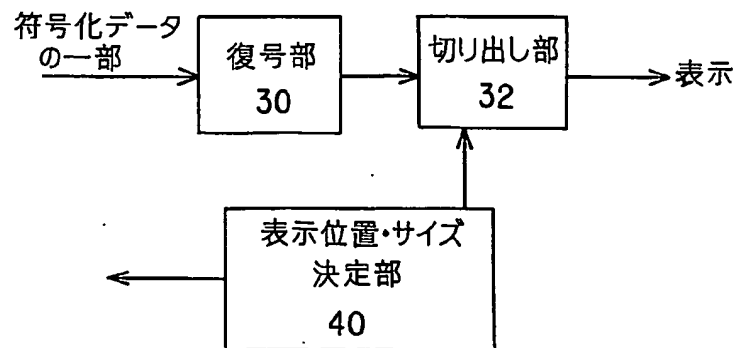 符号化データ
の一部
復号部
30
切り出し部
32
表示
表示位置・サイズ
決定部
40